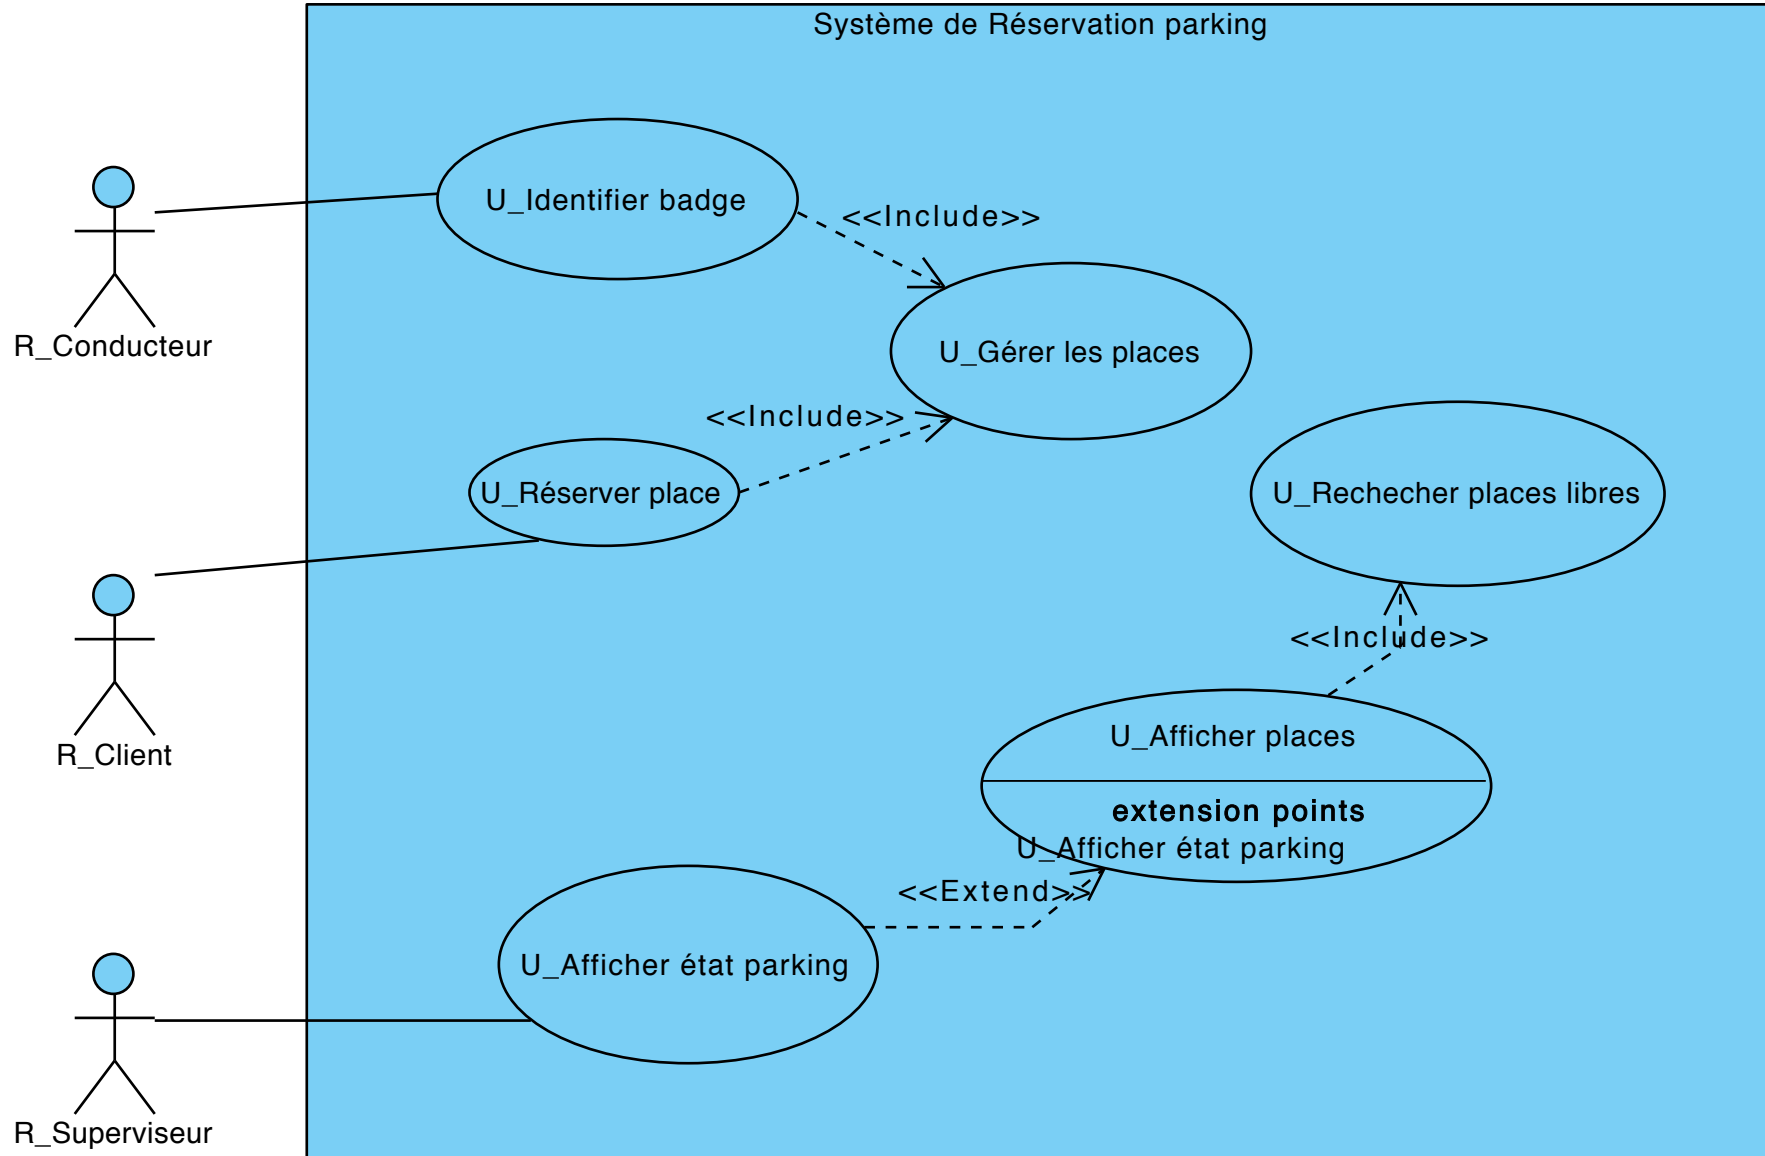 Système de Réservation parking
U_Identifier badge
<<Include>>
R_Conducteur
U_Gérer les places
<<Include>>
U_Réserver place
U_Rechecher places libres
<<Include>>
R_Client
U_Afficher places
extension points
U_Afficher état parking
<<Extend>>
U_Afficher état parking
R_Superviseur